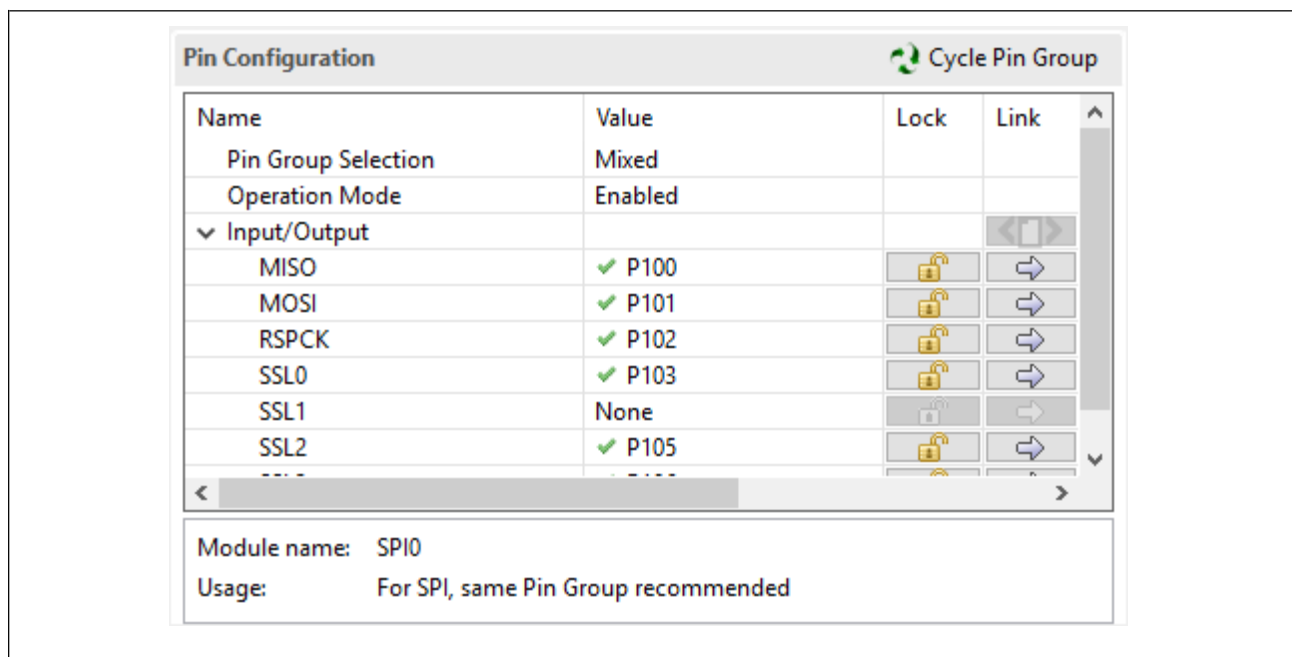 Pin Configuration Cycle Pin Group
Name Value Lock Link
Pin Group Selection Mixed
Operation Mode Enabled
Input/Output
MISO P100
MOSI P101
RSPCK P102
SSL0 P103
SSL1 None
SSL2 P105
Module name: SPI0
Usage: For SPI, same Pin Group recommended